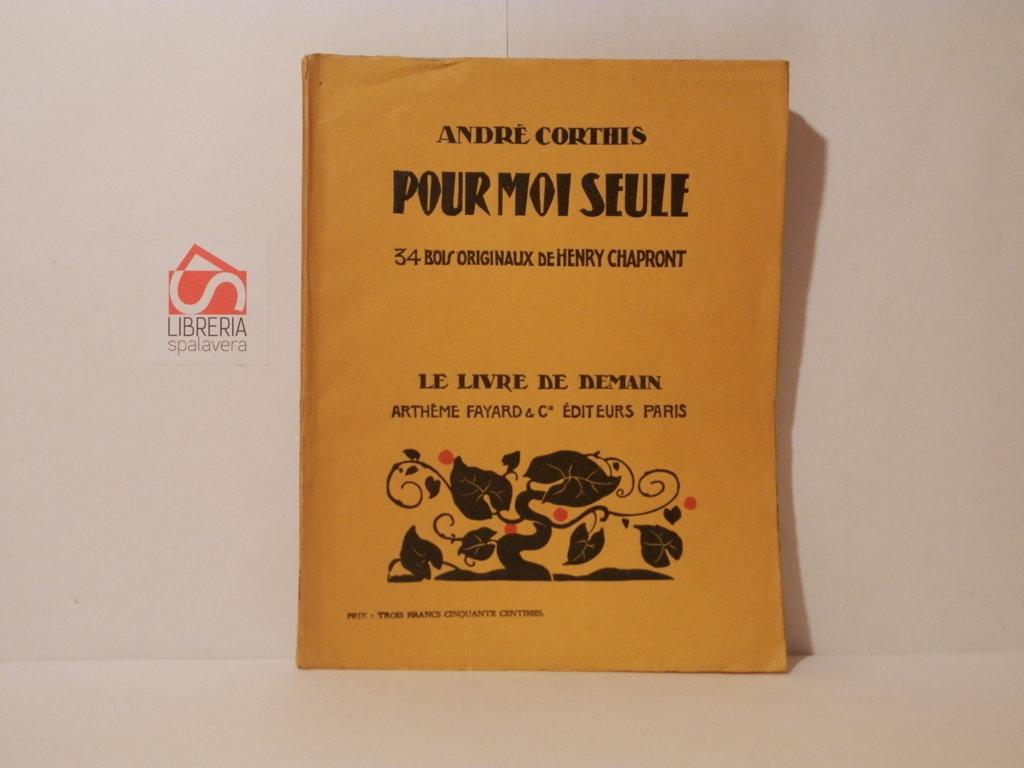 ANDRÉ CORTHIS
POUR MOI SEULE
34 BOIS ORIGINAUX DE HENRY CHAPRONT
LE LIVRE DE DEMAIN
ARTHÈME FAYARD & Cie ÉDITEURS PARIS
PRIX : TROIS FRANCS CINQUANTE CENTIMES.
LIBRERIA
spalavera